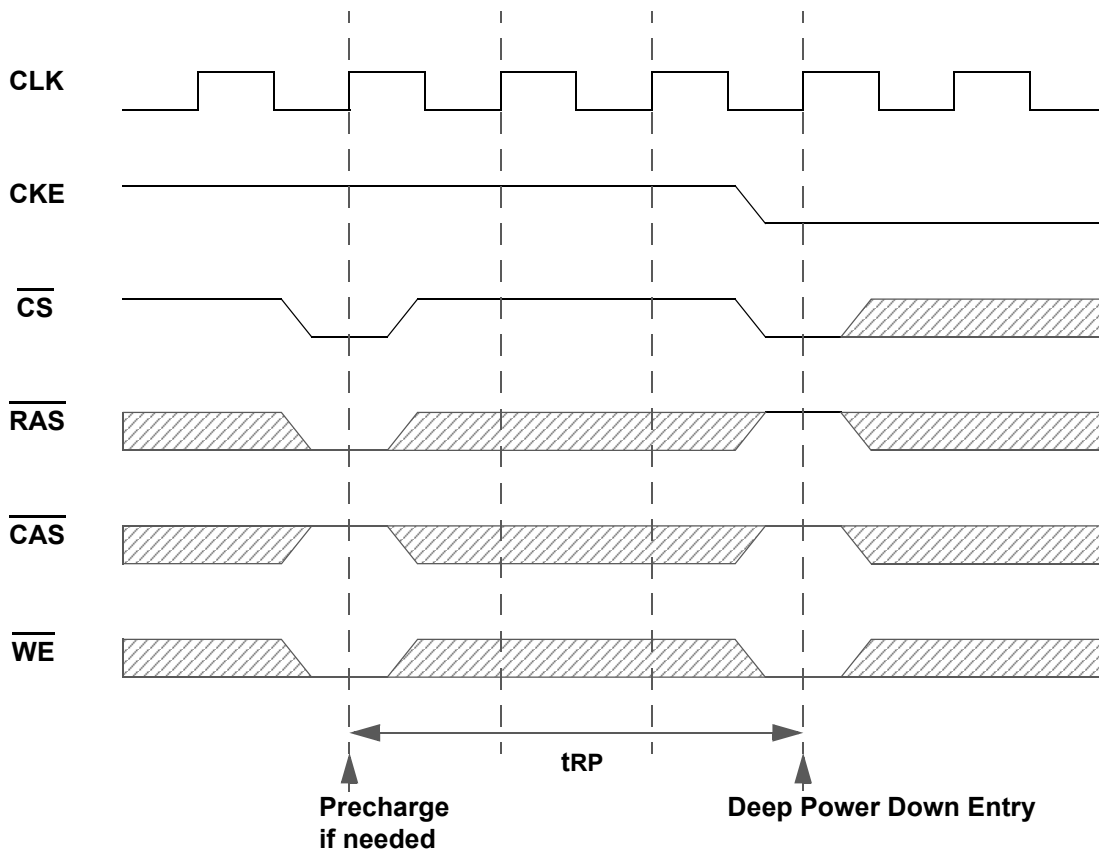 CLK
CKE
CS
RAS
CAS
WE
tRP
Precharge
if needed
Deep Power Down Entry